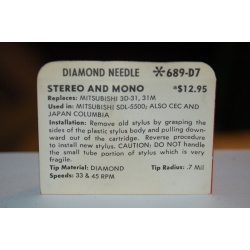 DIAMOND NEEDLE ✳689-D7
STEREO AND MONO *$12.95
Replaces: MITSUBISHI 3D-31, 31M
Used in: MITSUBISHI SDL-5500; ALSO CEC AND
JAPAN COLUMBIA
Installation: Remove old stylus by grasping the
sides of the plastic stylus body and pulling down-
ward out of the cartridge. Reverse procedure
to install new stylus. CAUTION: DO NOT handle
the small tube portion of stylus which is very
fragile.
Tip Material: DIAMOND Tip Radius: .7 Mil
Speeds: 33 & 45 RPM